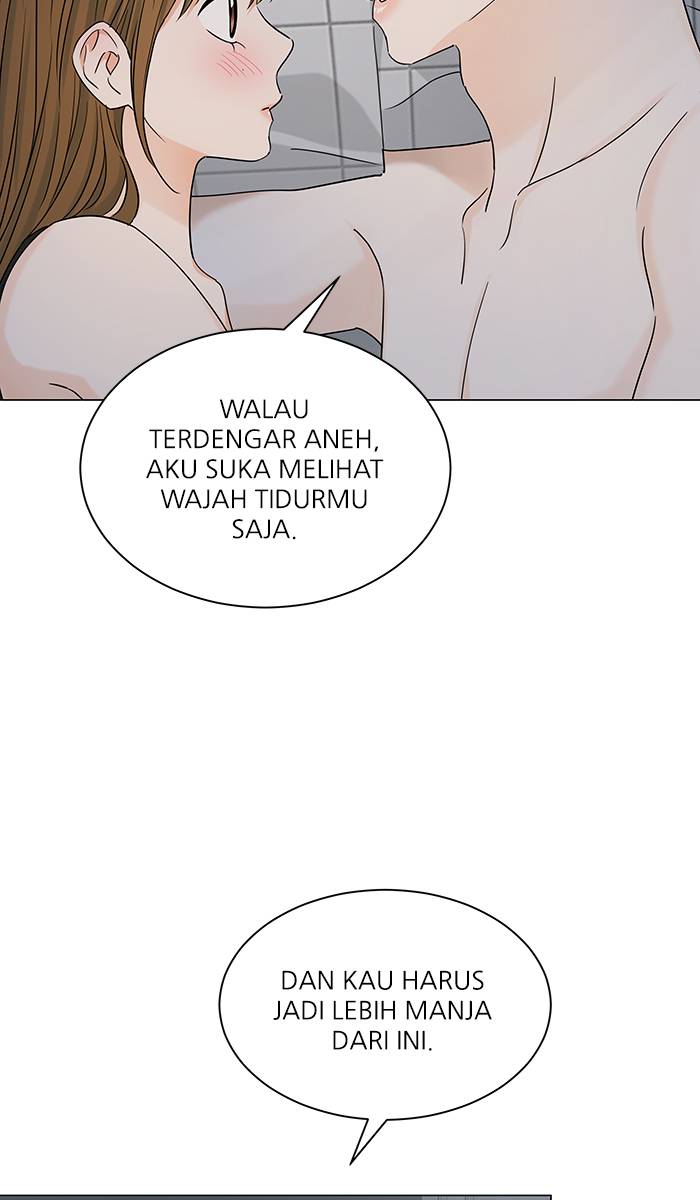 WALAU
TERDENGAR ANEH,
AKU SUKA MELIHAT
WAJAH TIDURMU
SAJA.
DAN KAU HARUS
JADI LEBIH MANJA
DARI INI.